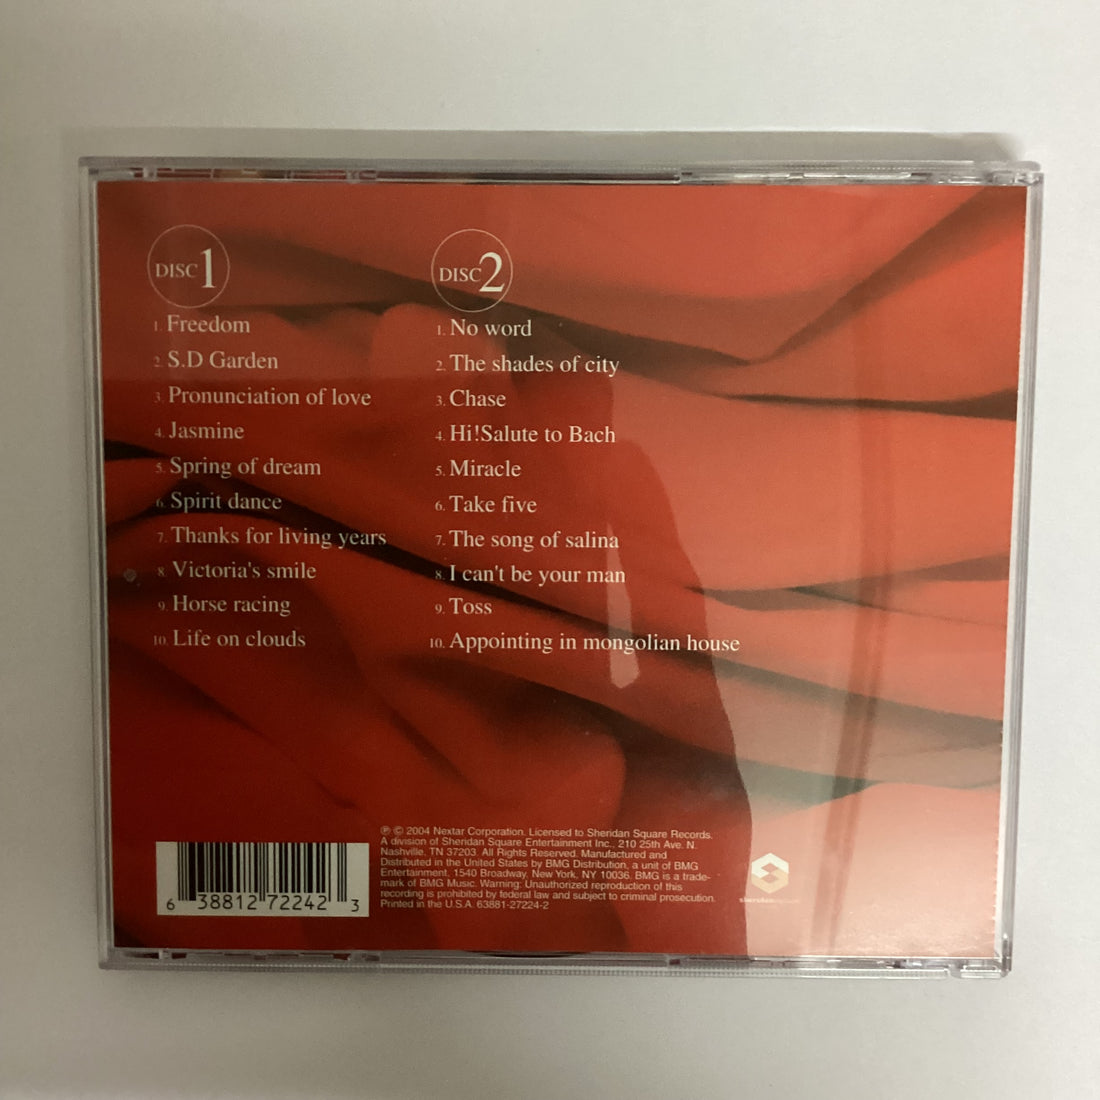 DISC 1
1. Freedom
2. S.D Garden
3. Pronunciation of love
4. Jasmine
5. Spring of dream
6. Spirit dance
7. Thanks for living years
8. Victoria's smile
9. Horse racing
10. Life on clouds
DISC 2
1. No word
2. The shades of city
3. Chase
4. Hi!Salute to Bach
5. Miracle
6. Take five
7. The song of salina
8. I can't be your man
9. Toss
10. Appointing in mongolian house
6 38812 72242 3
℗ © 2004 Nextar Corporation. Licensed to Sheridan Square Records.
A division of Sheridan Square Entertainment Inc., 210 25th Ave. N.
Nashville, TN 37203. All Rights Reserved. Manufactured and
Distributed in the United States by BMG Distribution, a unit of BMG
Entertainment, 1540 Broadway, New York, NY 10036. BMG is a trade-
mark of BMG Music. Warning: Unauthorized reproduction of this
recording is prohibited by federal law and subject to criminal prosecution.
Printed in the U.S.A. 63881-27224-2